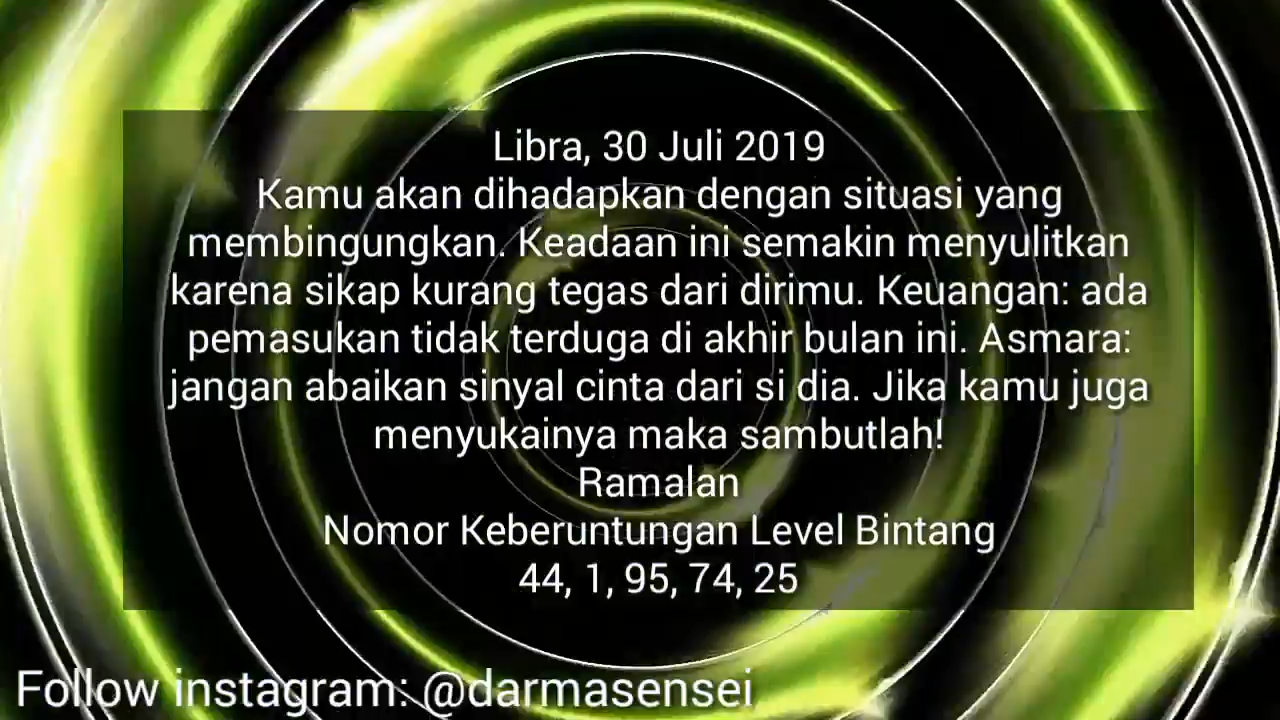 Libra, 30 Juli 2019
Kamu akan dihadapkan dengan situasi yang
membingungkan. Keadaan ini semakin menyulitkan
karena sikap kurang tegas dari dirimu. Keuangan: ada
pemasukan tidak terduga di akhir bulan ini. Asmara:
jangan abaikan sinyal cinta dari si dia. Jika kamu juga
menyukainya maka sambutlah!
Ramalan
Nomor Keberuntungan Level Bintang
44, 1, 95, 74, 25
Follow instagram: @darmasensei